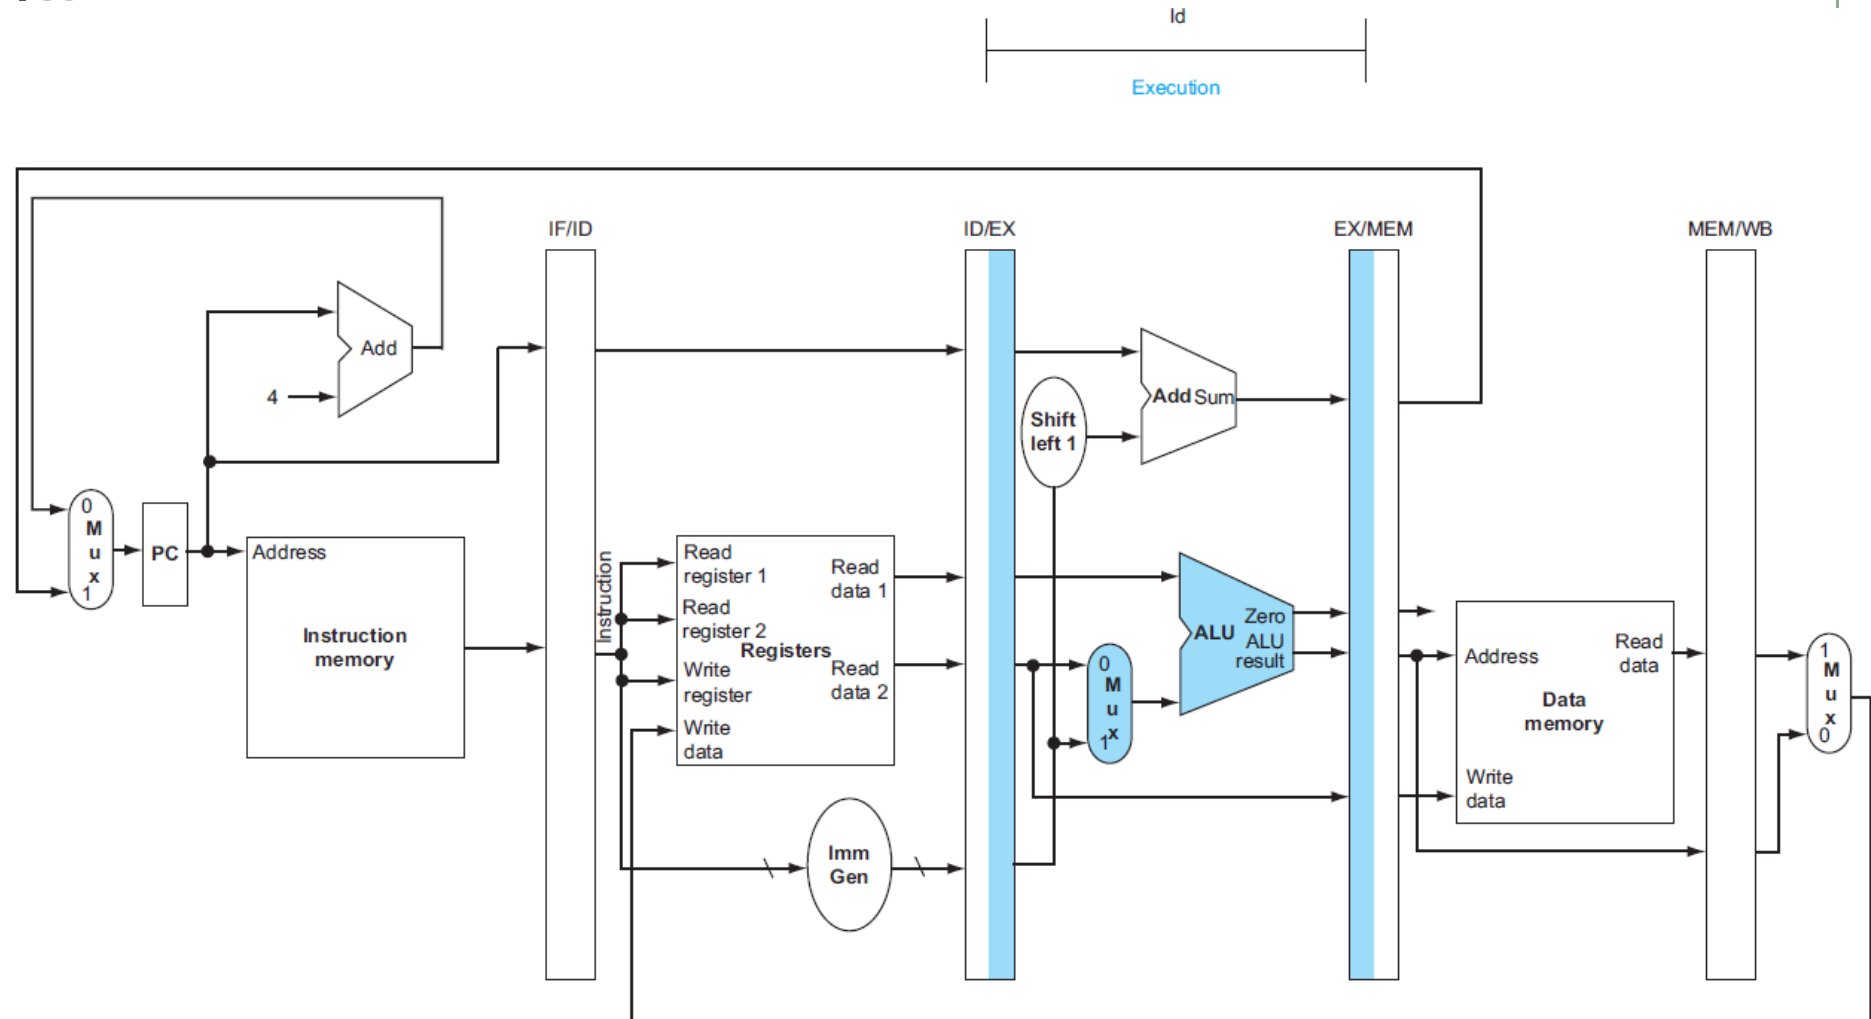 ld
Execution
IF/ID
ID/EX
EX/MEM
MEM/WB
Add
4
Add Sum
Shift
left 1
0
M
u
x
1
PC
Address
Instruction
memory
Instruction
Read
register 1
Read
register 2
Write
register
Write
data
Registers
Read
data 1
Read
data 2
Imm
Gen
0
M
u
x
1
ALU
Zero
ALU
result
Address
Read
data
Data
memory
Write
data
1
M
u
x
0